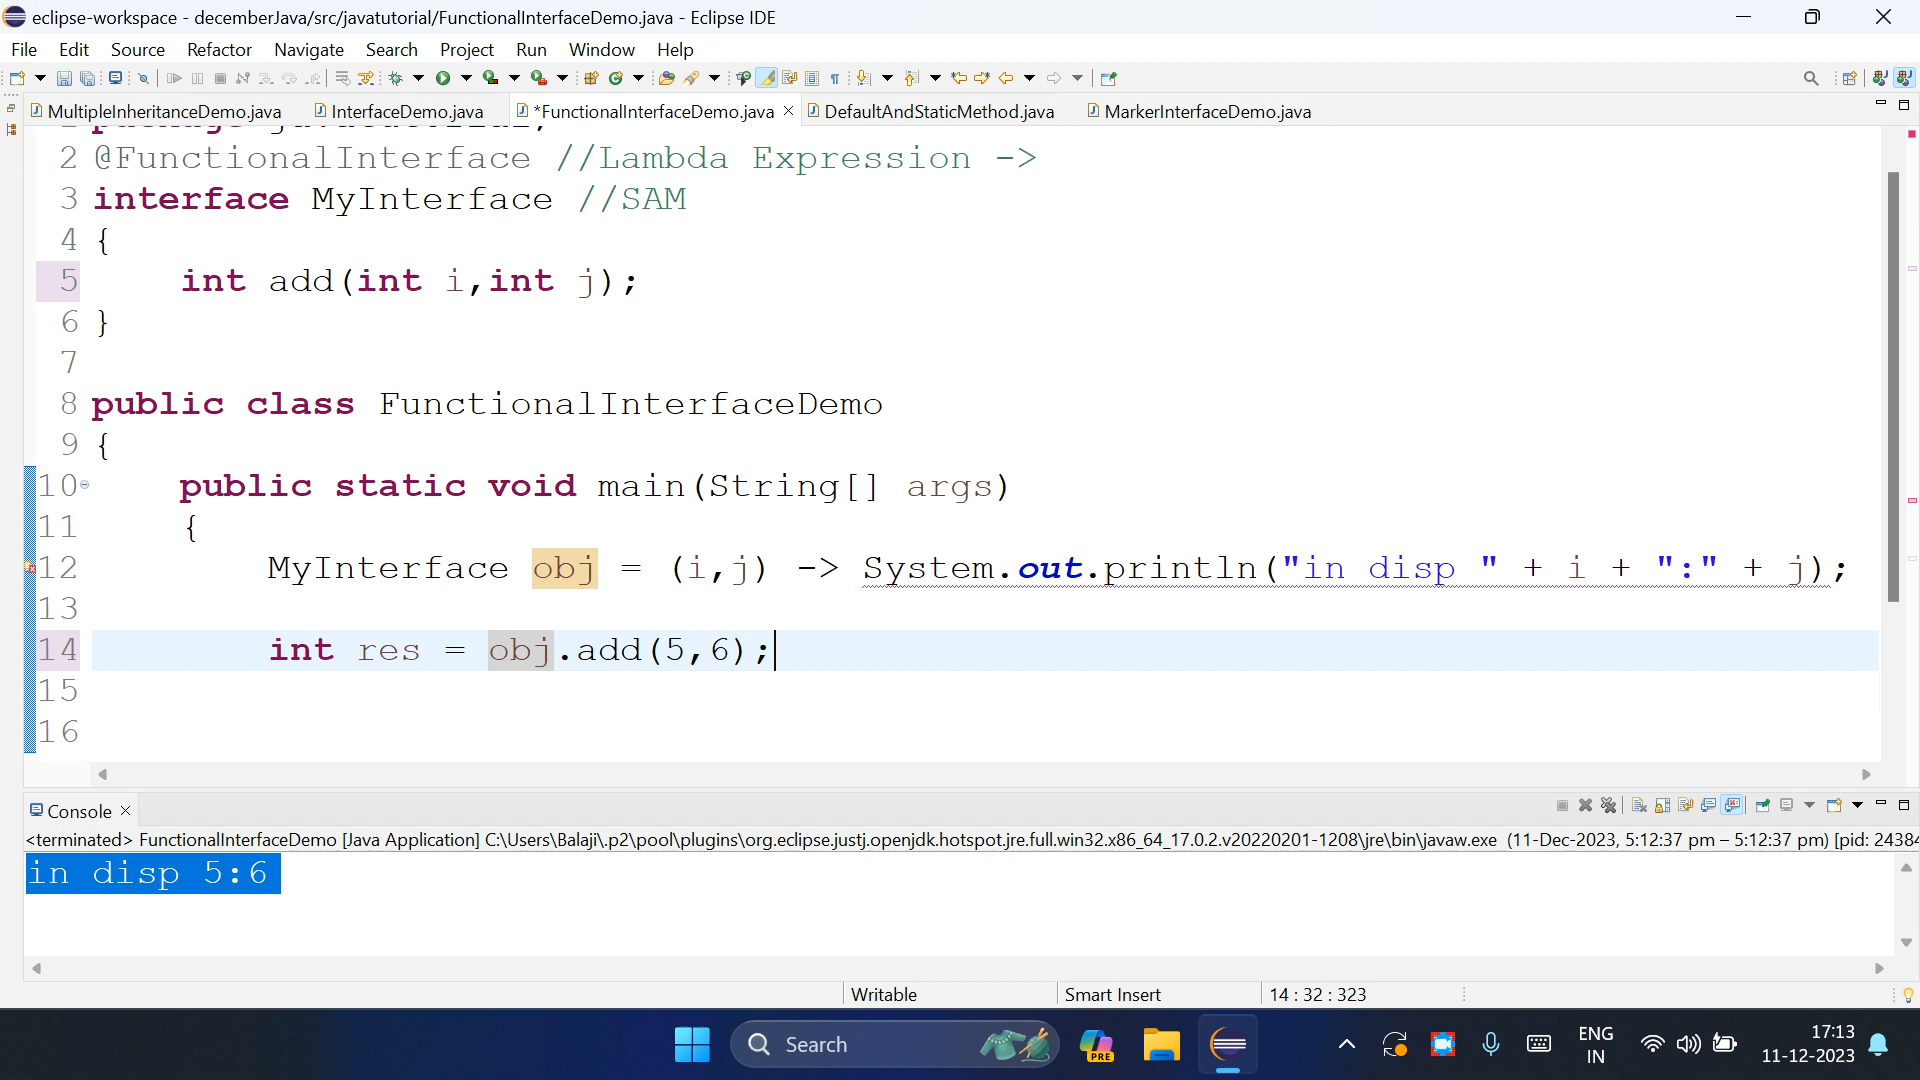 eclipse-workspace - decemberJava/src/javatutorial/FunctionalInterfaceDemo.java - Eclipse IDE
File Edit Source Refactor Navigate Search Project Run Window Help
MultipleInheritanceDemo.java InterfaceDemo.java *FunctionalInterfaceDemo.java DefaultAndStaticMethod.java MarkerInterfaceDemo.java
2 @FunctionalInterface //Lambda Expression ->
3 interface MyInterface //SAM
4 {
5 int add(int i,int j);
6 }
7
8 public class FunctionalInterfaceDemo
9 {
10 public static void main(String[] args)
11 {
12 MyInterface obj = (i,j) -> System.out.println("in disp " + i + ":" + j);
13
14 int res = obj.add(5,6);
15
16
Console
<terminated> FunctionalInterfaceDemo [Java Application] C:\Users\Balaji\.p2\pool\plugins\org.eclipse.justj.openjdk.hotspot.jre.full.win32.x86_64_17.0.2.v20220201-1208\jre\bin\javaw.exe (11-Dec-2023, 5:12:37 pm – 5:12:37 pm) [pid: 24384
in disp 5:6
Writable Smart Insert 14 : 32 : 323
Search PRE ENG IN 17:13
11-12-2023